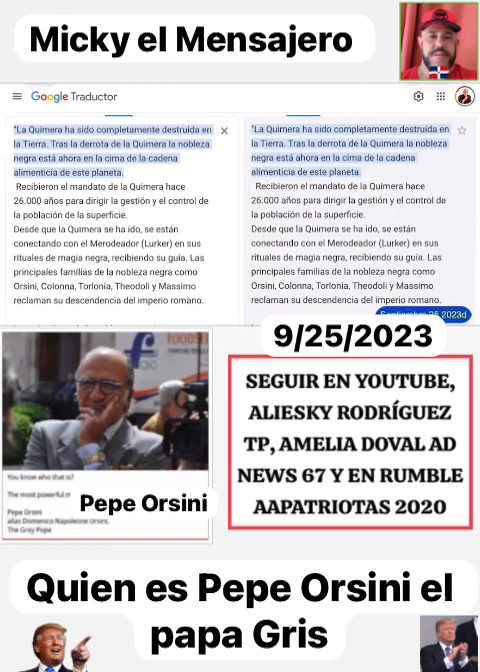 Micky el Mensajero
Google Traductor
"La Quimera ha sido completamente destruida en
la Tierra. Tras la derrota de la Quimera la nobleza
negra está ahora en la cima de la cadena
alimenticia de este planeta.
Recibieron el mandato de la Quimera hace
26.000 años para dirigir la gestión y el control de
la población de la superficie.
Desde que la Quimera se ha ido, se están
conectando con el Merodeador (Lurker) en sus
rituales de magia negra, recibiendo su guía. Las
principales familias de la nobleza negra como
Orsini, Colonna, Torlonia, Theodoli y Massimo
reclaman su descendencia del imperio romano.
"La Quimera ha sido completamente destruida en
la Tierra. Tras la derrota de la Quimera la nobleza
negra está ahora en la cima de la cadena
alimenticia de este planeta.
Recibieron el mandato de la Quimera hace
26.000 años para dirigir la gestión y el control de
la población de la superficie.
Desde que la Quimera se ha ido, se están
conectando con el Merodeador (Lurker) en sus
rituales de magia negra, recibiendo su guía. Las
principales familias de la nobleza negra como
Orsini, Colonna, Torlonia, Theodoli y Massimo
reclaman su descendencia del imperio romano.
9/25/2023
SEGUIR EN YOUTUBE,
ALIESKY RODRÍGUEZ
TP, AMELIA DOVAL AD
NEWS 67 Y EN RUMBLE
AAPATRIOTAS 2020
You know who that is?
The most powerful
Pepe Orsini
Pepe Orsini
alias Domenico Napoleone Orsini,
The Grey Pope
Quien es Pepe Orsini el
papa Gris